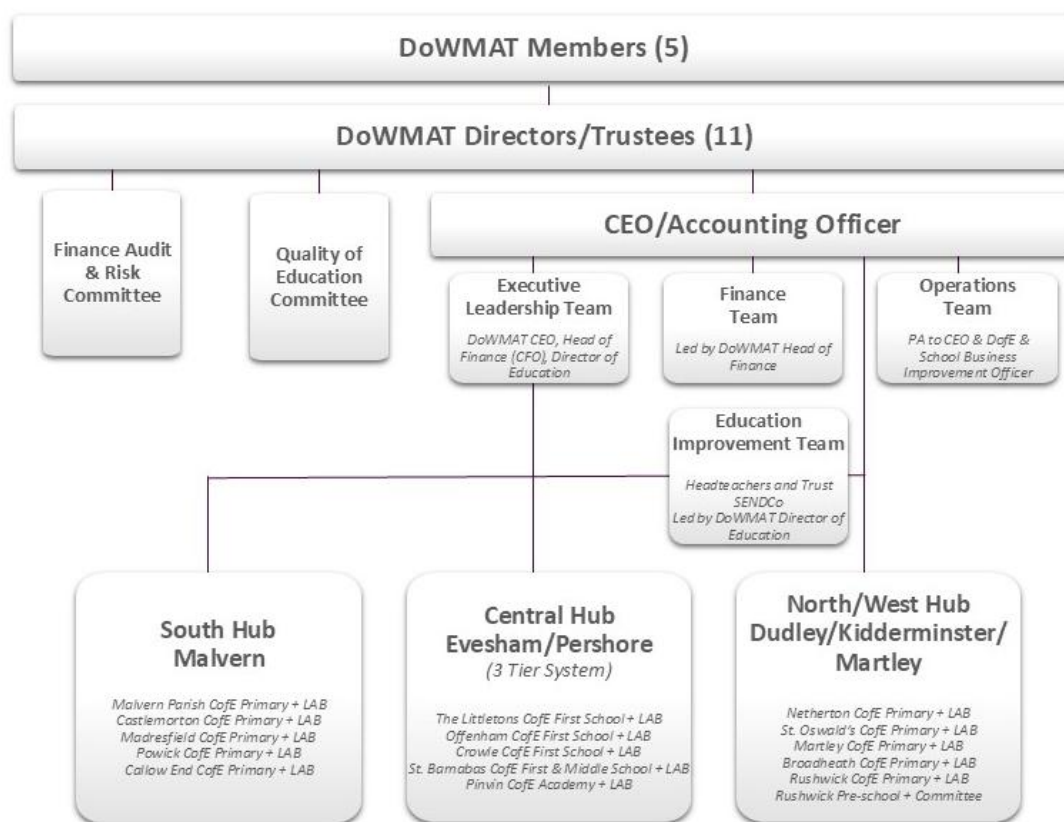 DoWMAT Members (5)
DoWMAT Directors/Trustees (11)
Finance Audit
& Risk
Committee
Quality of
Education
Committee
CEO/Accounting Officer
Executive
Leadership Team
DoWMAT CEO, Head of
Finance (CFO), Director of
Education
Finance
Team
Led by DoWMAT Head of
Finance
Operations
Team
PA to CEO & DofE &
School Business
Improvement Officer
Education
Improvement Team
Headteachers and Trust
SENDCo
Led by DoWMAT Director of
Education
South Hub
Malvern
Malvern Parish CofE Primary + LAB
Castlemorton CofE Primary + LAB
Madresfield CofE Primary + LAB
Powick CofE Primary + LAB
Callow End CofE Primary + LAB
Central Hub
Evesham/Pershore
(3 Tier System)
The Littletons CofE First School + LAB
Offenham CofE First School + LAB
Crowle CofE First School + LAB
St. Barnabas CofE First & Middle School + LAB
Pinvin CofE Academy + LAB
North/West Hub
Dudley/Kidderminster/
Martley
Netherton CofE Primary + LAB
St. Oswald's CofE Primary + LAB
Martley CofE Primary + LAB
Broadheath CofE Primary + LAB
Rushwick CofE Primary + LAB
Rushwick Pre-school + Committee